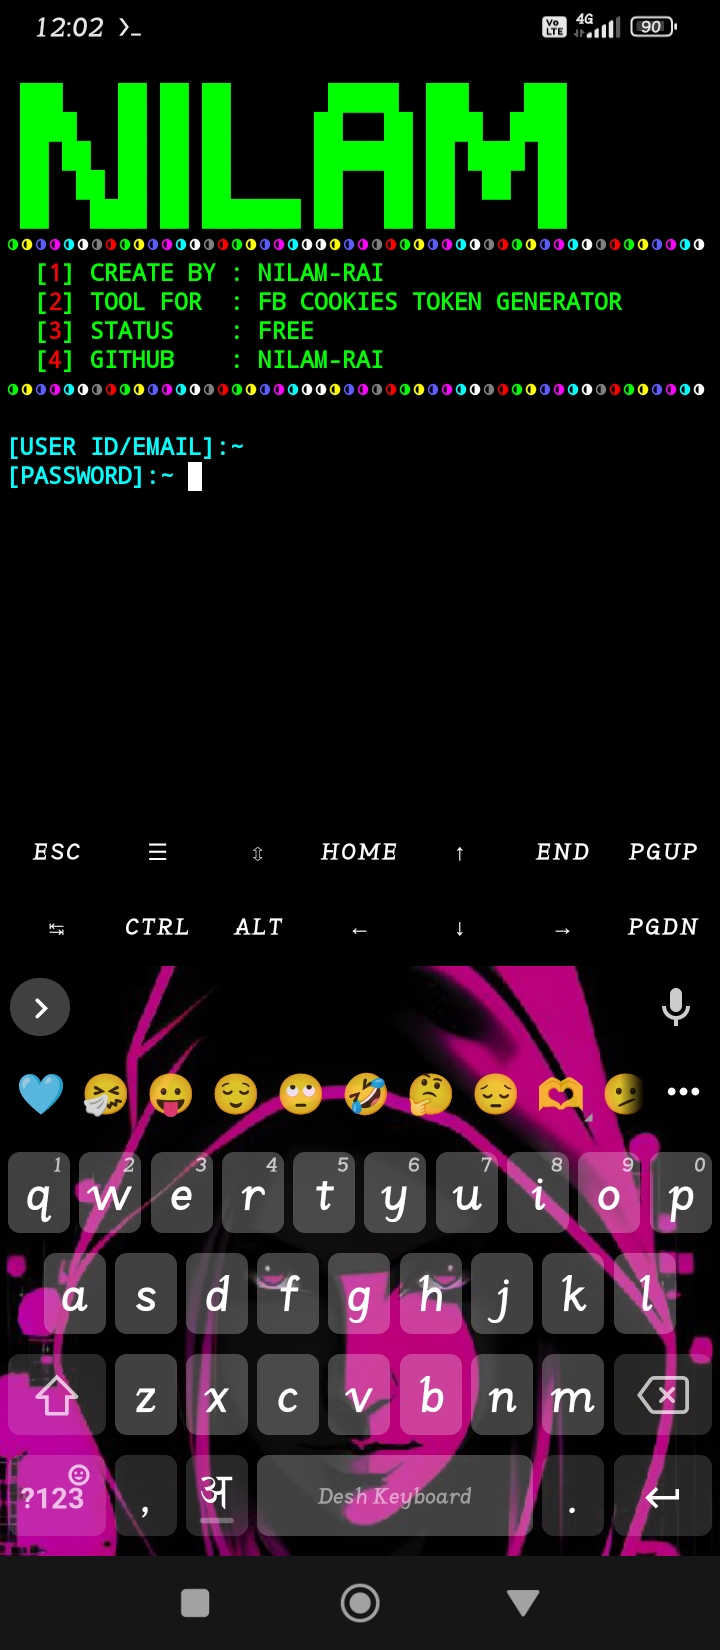 12:02 ❯_ Vo LTE 4G 90
NILAM
[1] CREATE BY : NILAM-RAI
[2] TOOL FOR : FB COOKIES TOKEN GENERATOR
[3] STATUS : FREE
[4] GITHUB : NILAM-RAI
[USER ID/EMAIL]:~
[PASSWORD]:~
ESC ☰ ⇳ HOME ↑ END PGUP
↹ CTRL ALT ← ↓ → PGDN
1 2 3 4 5 6 7 8 9 0
q w e r t y u i o p
a s d f g h j k l
z x c v b n m
?123 , अ Desh Keyboard .